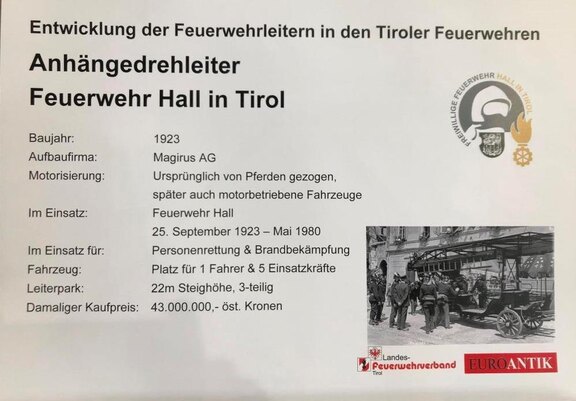 Entwicklung der Feuerwehrleitern in den Tiroler Feuerwehren
Anhängedrehleiter
Feuerwehr Hall in Tirol
FREIWILLIGE FEUERWEHR HALL IN TIROL
Baujahr: 1923
Aufbaufirma: Magirus AG
Motorisierung: Ursprünglich von Pferden gezogen,
später auch motorbetriebene Fahrzeuge
Im Einsatz: Feuerwehr Hall
25. September 1923 – Mai 1980
Im Einsatz für: Personenrettung & Brandbekämpfung
Fahrzeug: Platz für 1 Fahrer & 5 Einsatzkräfte
Leiterpark: 22m Steighöhe, 3-teilig
Damaliger Kaufpreis: 43.000.000,- öst. Kronen
Landes-
Feuerwehrverband
Tirol
EUROANTIK